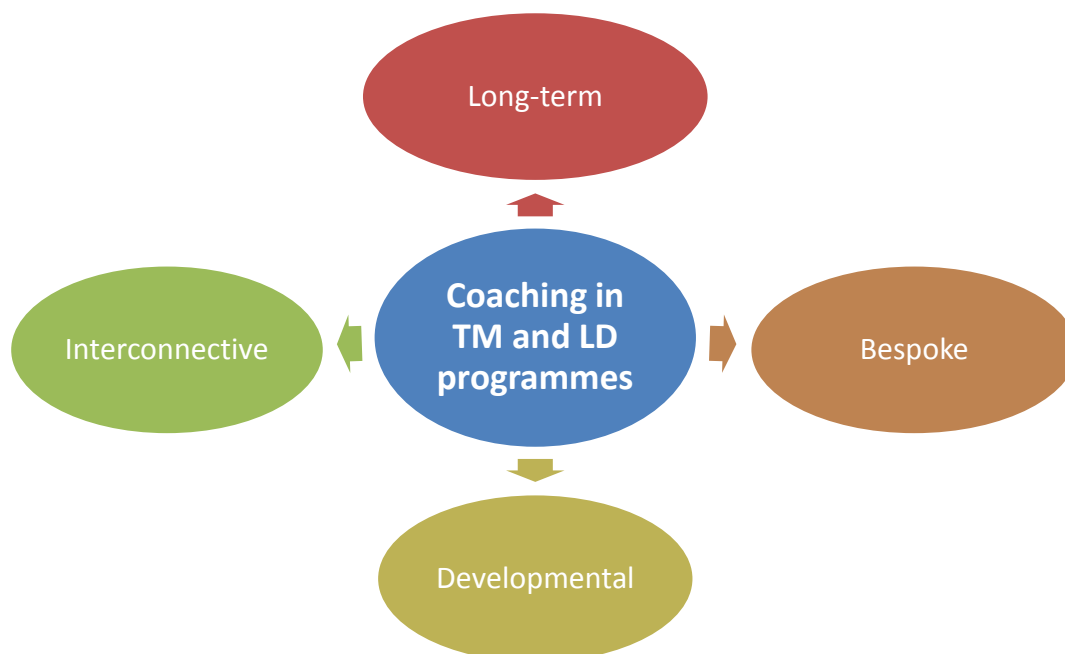 Long-term
Coaching in
TM and LD
programmes
Interconnective
Bespoke
Developmental